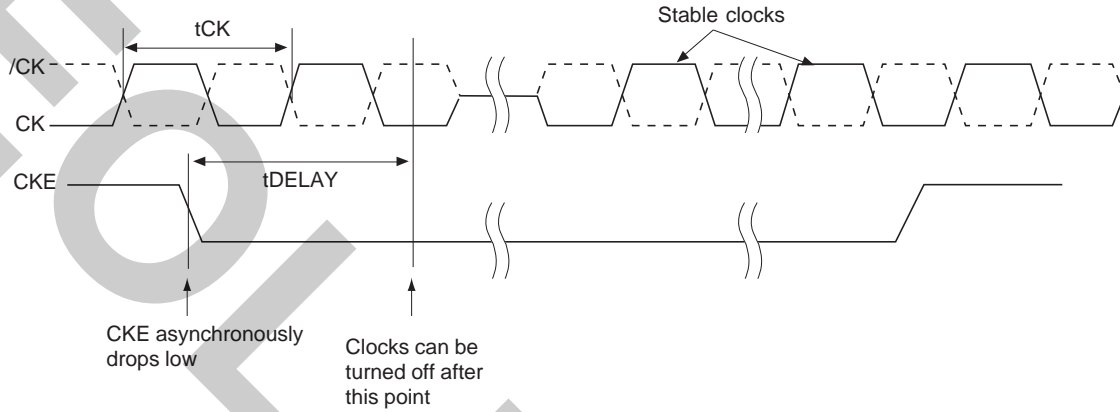 Stable clocks
tCK
/CK
CK
tDELAY
CKE
CKE asynchronously
drops low
Clocks can be
turned off after
this point